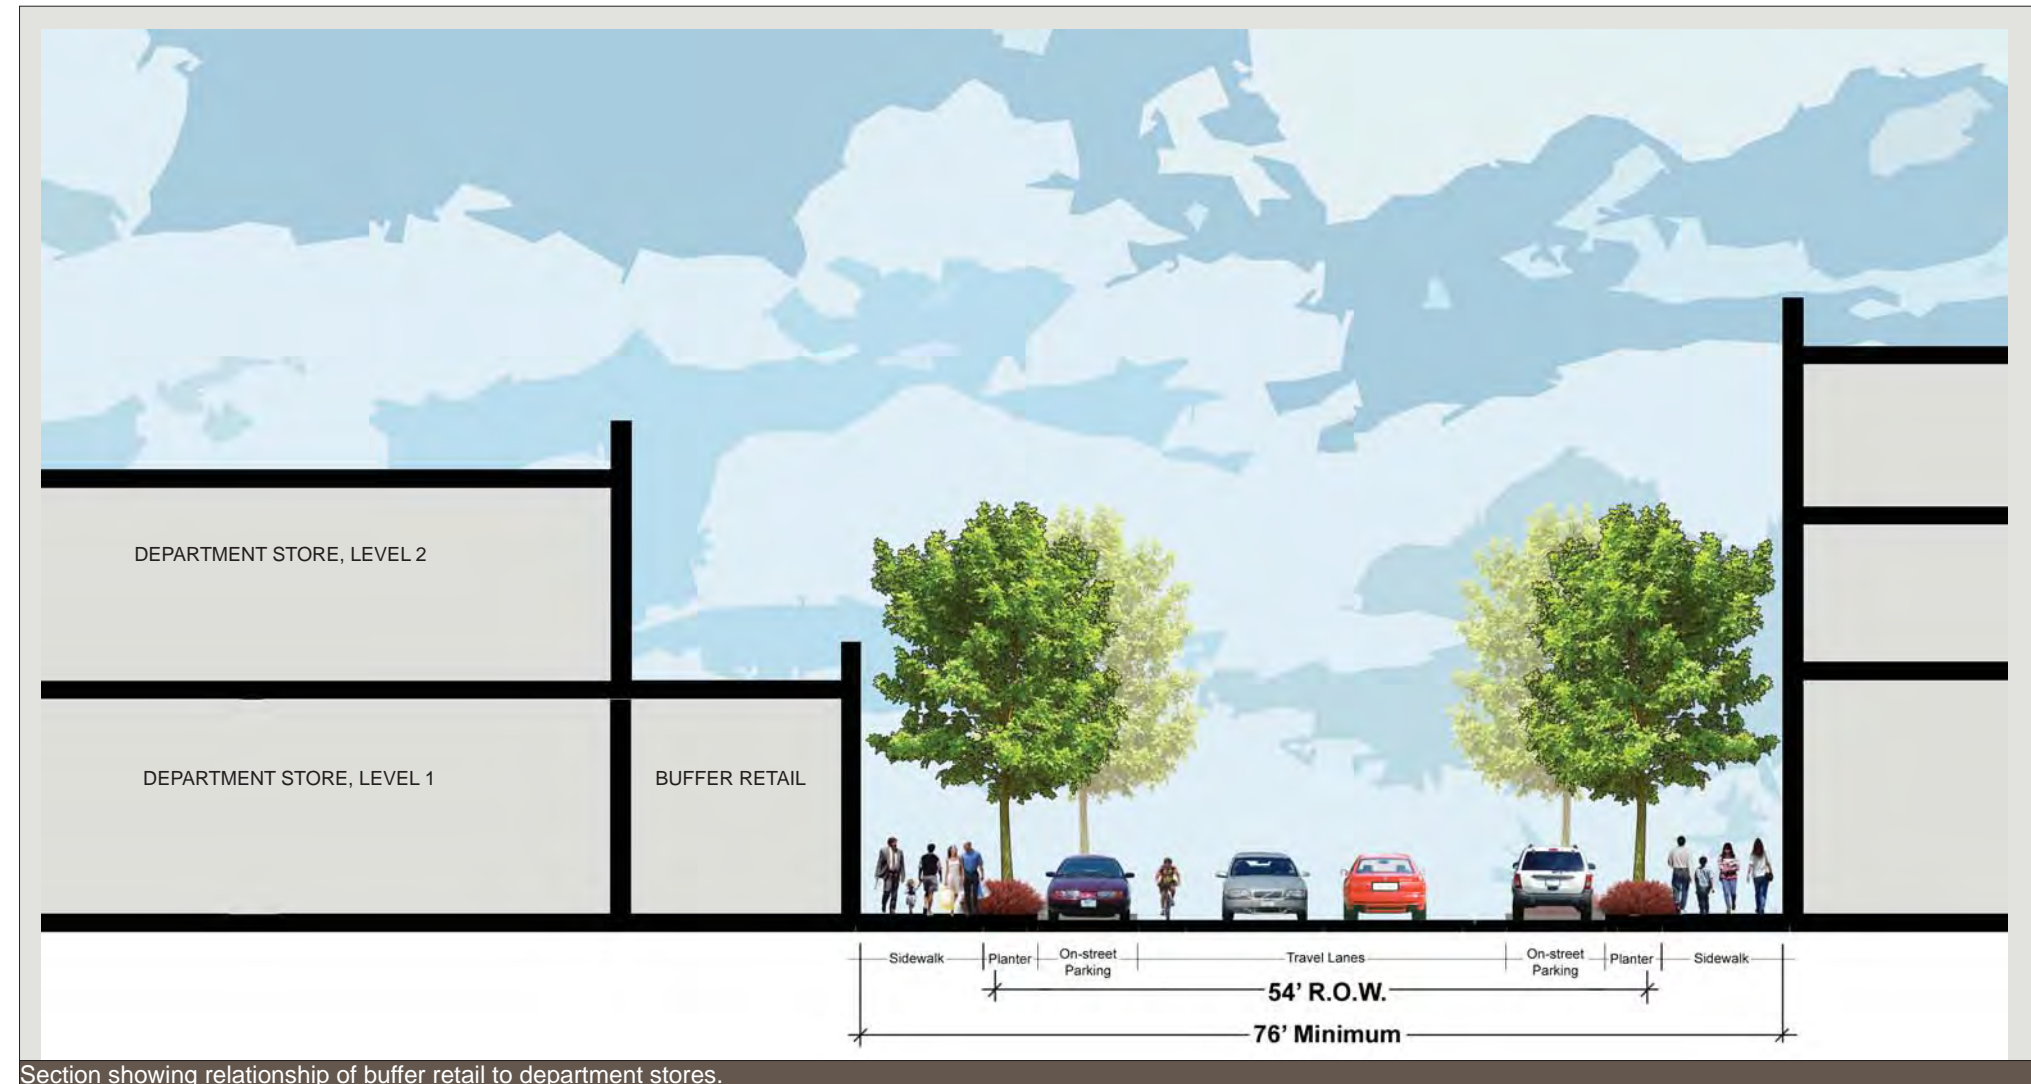 DEPARTMENT STORE, LEVEL 2
DEPARTMENT STORE, LEVEL 1
BUFFER RETAIL
Sidewalk
Planter
On-street
Parking
Travel Lanes
On-street
Parking
Planter
Sidewalk
54’ R.O.W.
76’ Minimum
Section showing relationship of buffer retail to department stores.